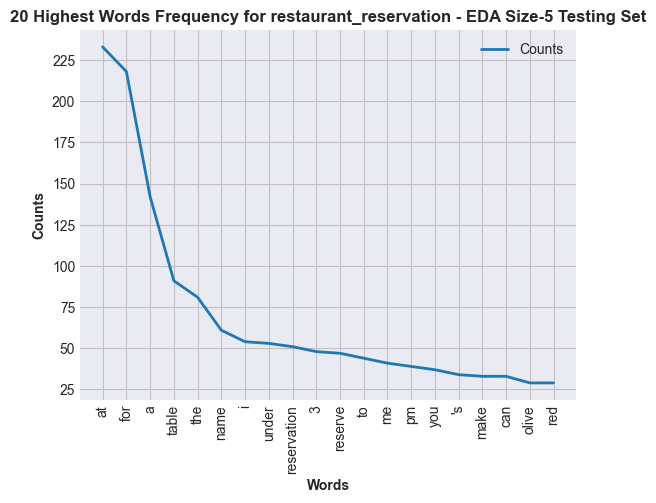 20 Highest Words Frequency for restaurant_reservation - EDA Size-5 Testing Set
Counts
Counts
225
200
175
150
125
100
75
50
25
at
for
a
table
the
name
i
under
reservation
3
reserve
to
me
pm
you
's
make
can
olive
red
Words